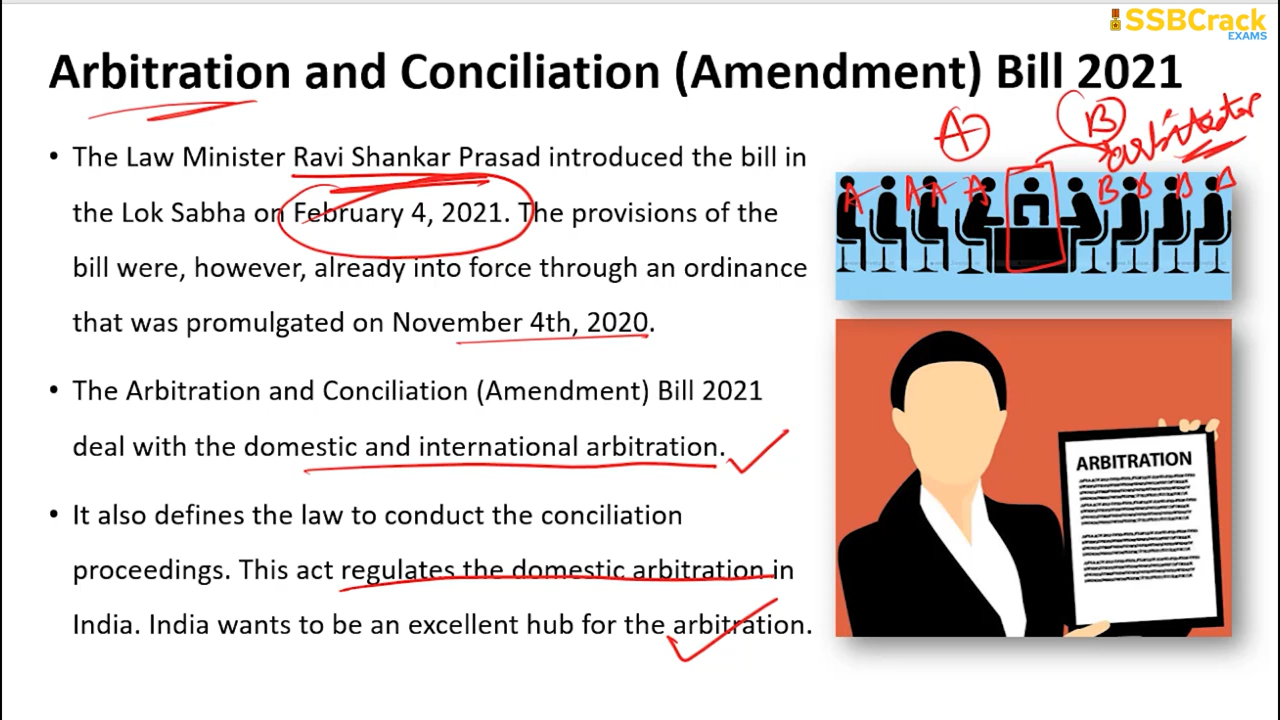 SSBCrack
EXAMS
Arbitration and Conciliation (Amendment) Bill 2021
• The Law Minister Ravi Shankar Prasad introduced the bill in
the Lok Sabha on February 4, 2021. The provisions of the
bill were, however, already into force through an ordinance
that was promulgated on November 4th, 2020.
• The Arbitration and Conciliation (Amendment) Bill 2021
deal with the domestic and international arbitration.
• It also defines the law to conduct the conciliation
proceedings. This act regulates the domestic arbitration in
India. India wants to be an excellent hub for the arbitration.
A
B
A A A A B B B B
ARBITRATION